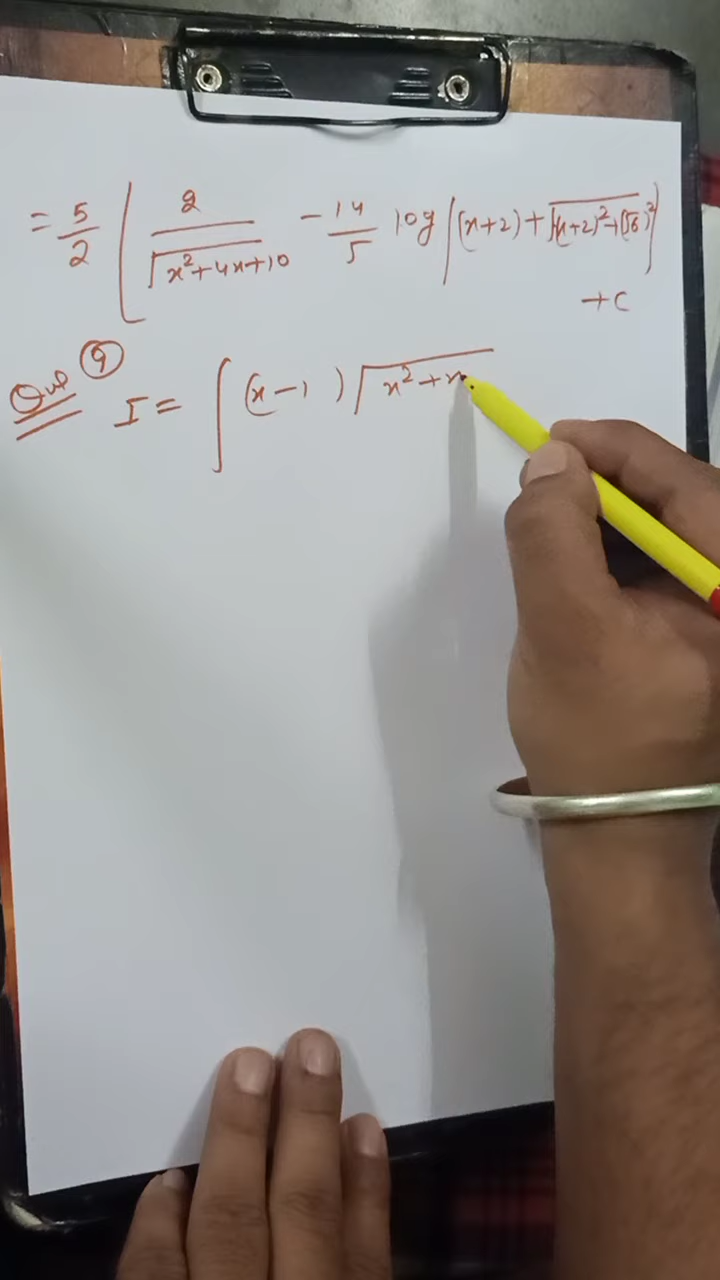 = 5/2 [ 2/√(x²+4x+10) - 14/5 log |(x+2)+√((x+2)²+(√6)²|
+C
Que 9 I = ∫(x-1)√(x²+x